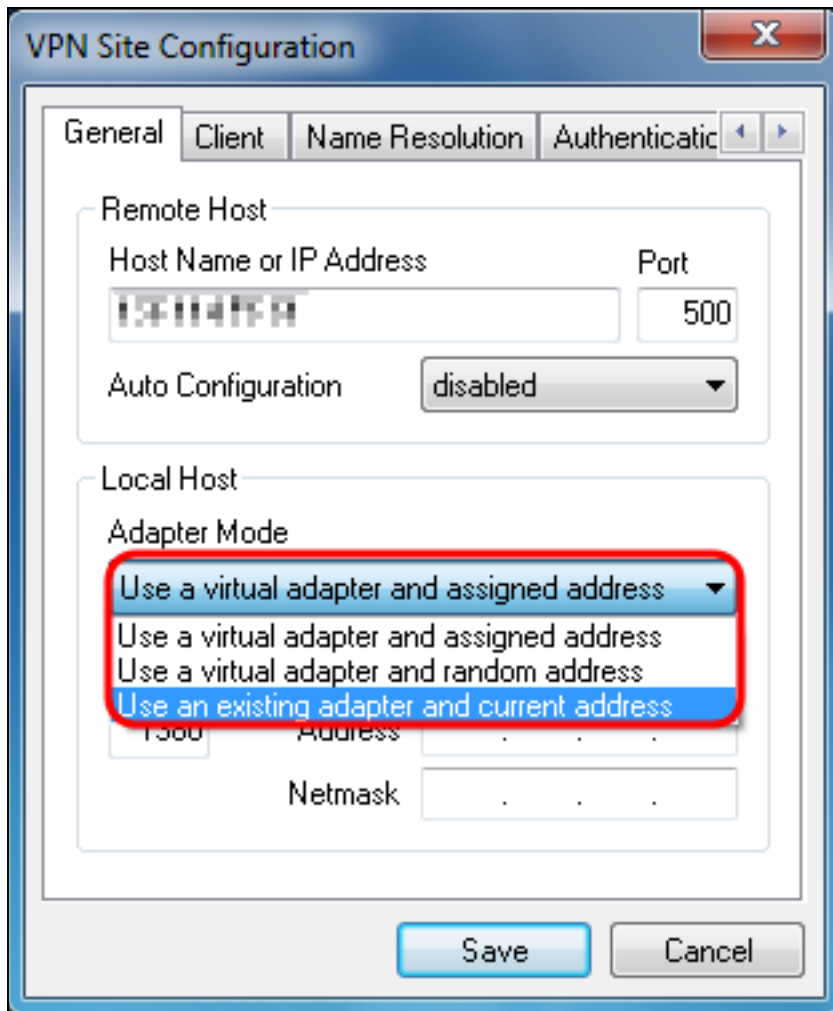 VPN Site Configuration
General Client Name Resolution
Remote Host
Host Name or IP Address Port
500
Auto Configuration disabled
Local Host
Adapter Mode
Use a virtual adapter and assigned address
Use a virtual adapter and assigned address
Use a virtual adapter and random address
Use an existing adapter and current address
1380 Address . . .
Netmask . . .
Save Cancel